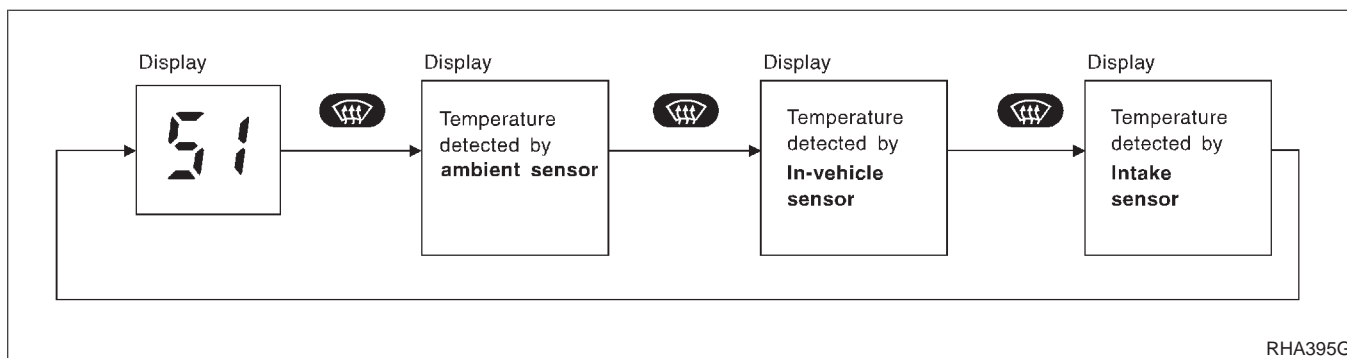 Display
51
Display
Temperature
detected by
ambient sensor
Display
Temperature
detected by
In-vehicle
sensor
Display
Temperature
detected by
Intake
sensor
RHA395G